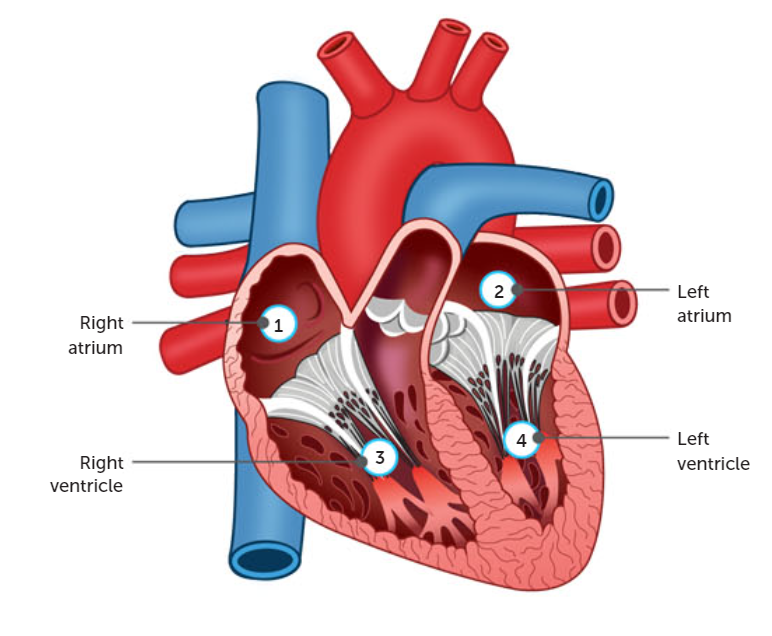 2
Left
atrium
1
Right
atrium
4
Left
ventricle
3
Right
ventricle